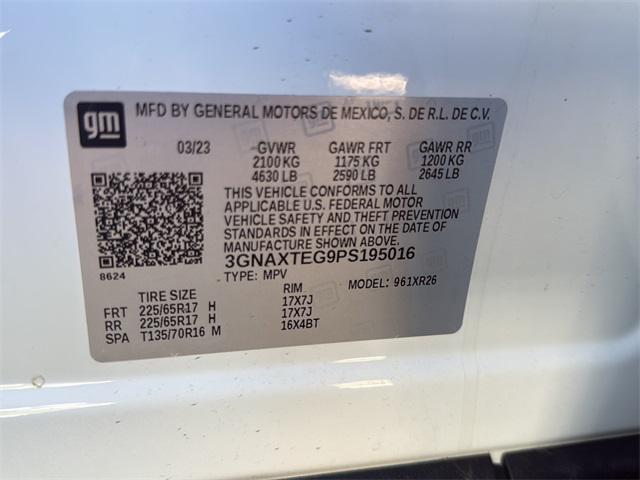 gm MFD BY GENERAL MOTORS DE MEXICO, S. DE R.L. DE C.V.
03/23 GVWR GAWR FRT GAWR RR
2100 KG 1175 KG 1200 KG
4630 LB 2590 LB 2645 LB
THIS VEHICLE CONFORMS TO ALL
APPLICABLE U.S. FEDERAL MOTOR
VEHICLE SAFETY AND THEFT PREVENTION
STANDARDS IN EFFECT ON THE DATE OF
MANUFACTURE SHOWN ABOVE.
3GNAXTEG9PS195016
8624 TYPE: MPV MODEL: 961XR26
TIRE SIZE RIM
FRT 225/65R17 H 17X7J
RR 225/65R17 H 17X7J
SPA T135/70R16 M 16X4BT